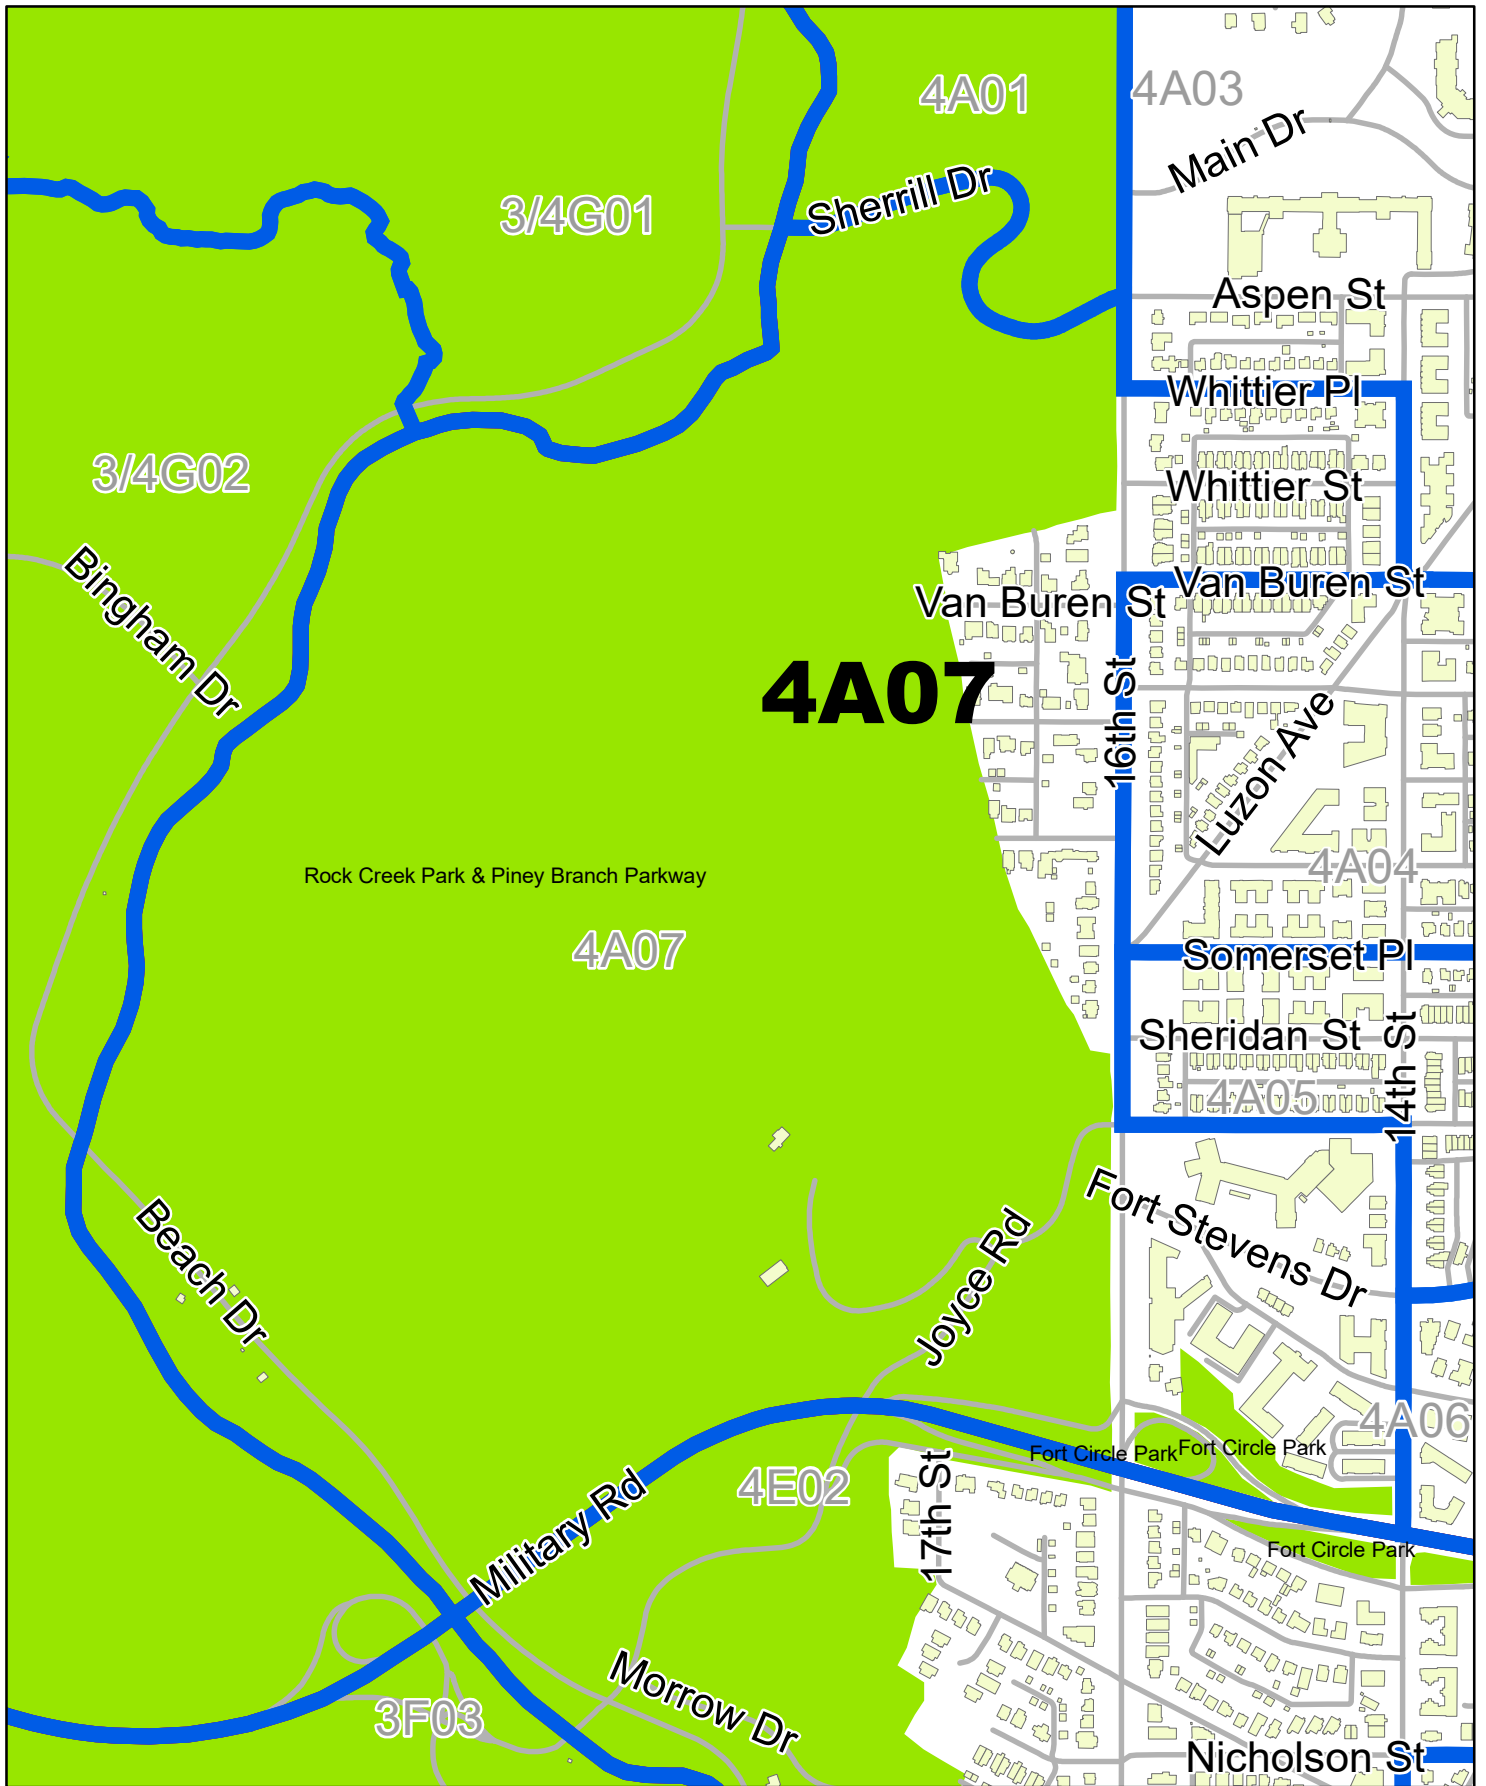 4A01
4A03
Main Dr
Sherrill Dr
3/4G01
Aspen St
Whittier Pl
3/4G02
Whittier St
Bingham Dr
Van Buren St
Van Buren St
4A07
16th St
Luzon Ave
4A04
Rock Creek Park & Piney Branch Parkway
4A07
Somerset Pl
Sheridan St
14th St
4A05
Fort Stevens Dr
Beach Dr
Joyce Rd
4A06
Fort Circle Park
Fort Circle Park
17th St
4E02
Military Rd
Fort Circle Park
Morrow Dr
3F03
Nicholson St